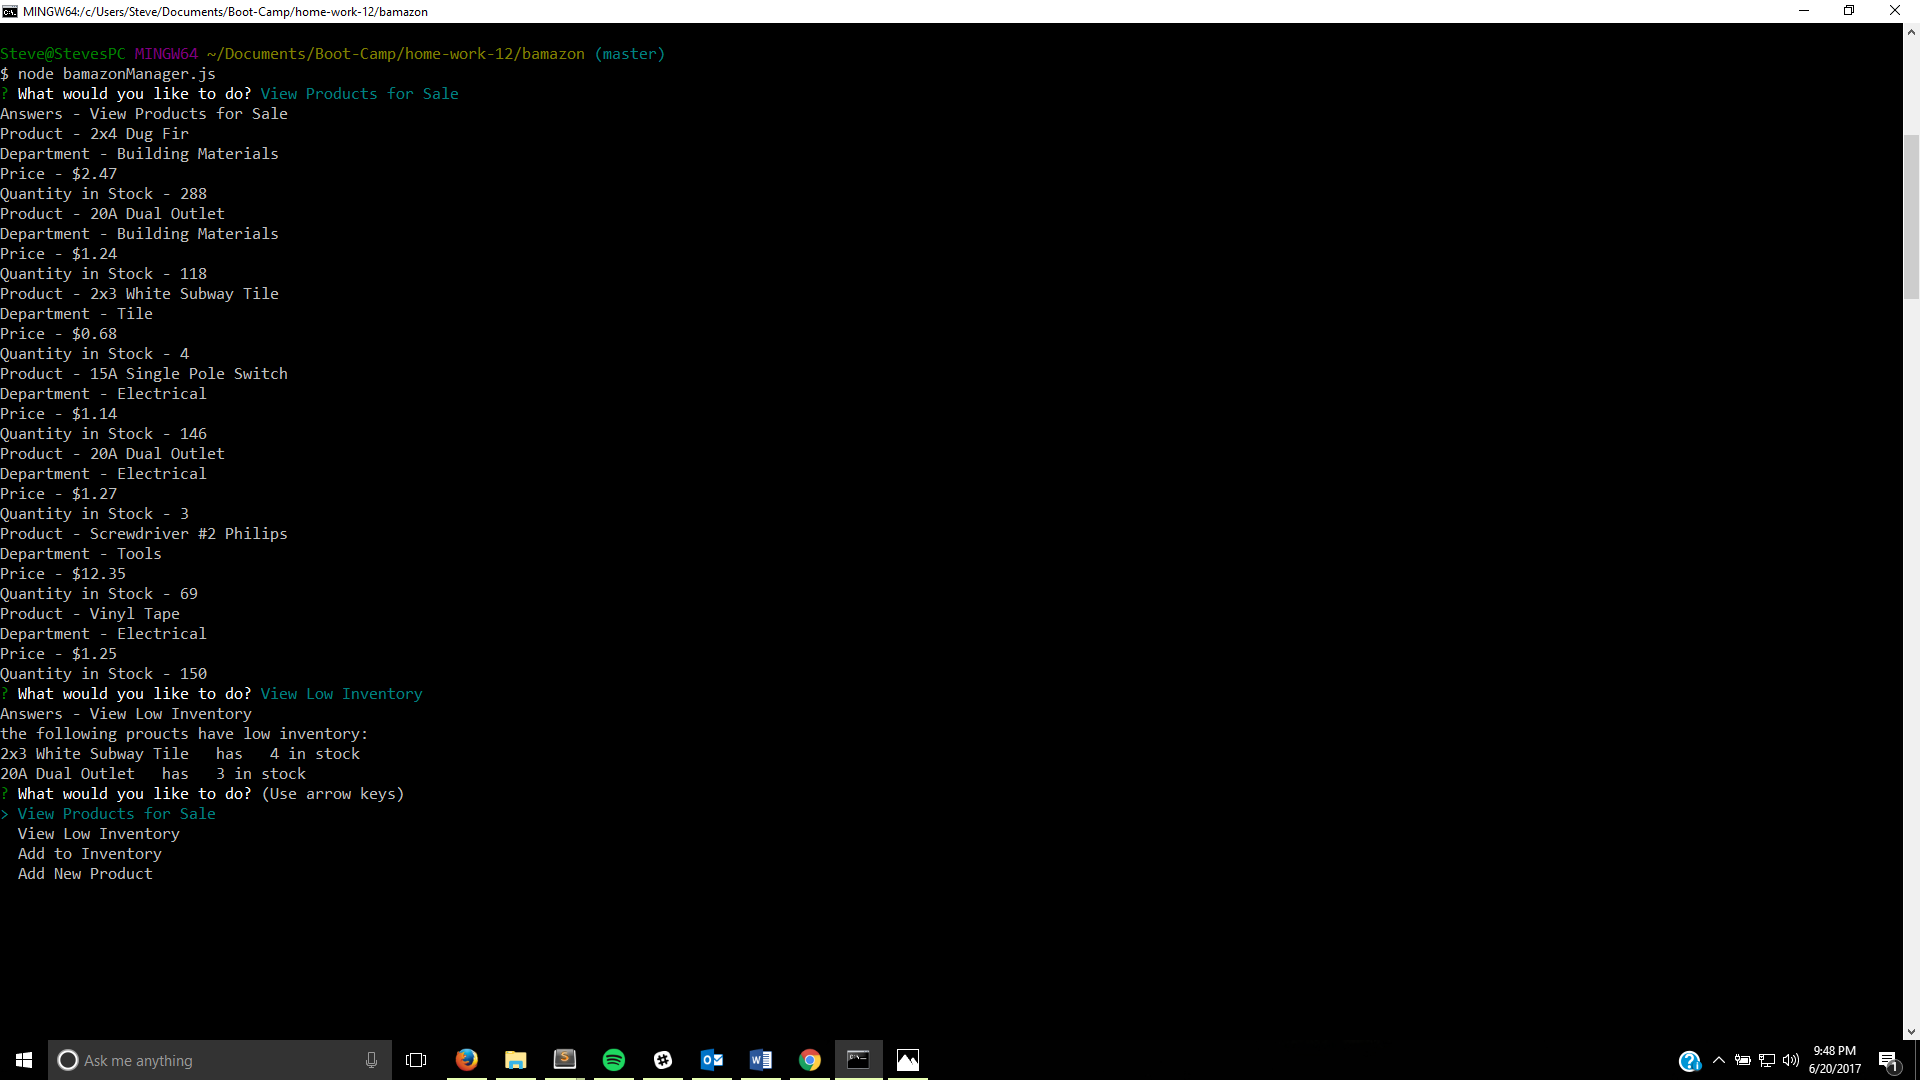 MINGW64:/c/Users/Steve/Documents/Boot-Camp/home-work-12/bamazon
Steve@StevesPC MINGW64 ~/Documents/Boot-Camp/home-work-12/bamazon (master)
$ node bamazonManager.js
? What would you like to do? View Products for Sale
Answers - View Products for Sale
Product - 2x4 Dug Fir
Department - Building Materials
Price - $2.47
Quantity in Stock - 288
Product - 20A Dual Outlet
Department - Building Materials
Price - $1.24
Quantity in Stock - 118
Product - 2x3 White Subway Tile
Department - Tile
Price - $0.68
Quantity in Stock - 4
Product - 15A Single Pole Switch
Department - Electrical
Price - $1.14
Quantity in Stock - 146
Product - 20A Dual Outlet
Department - Electrical
Price - $1.27
Quantity in Stock - 3
Product - Screwdriver #2 Philips
Department - Tools
Price - $12.35
Quantity in Stock - 69
Product - Vinyl Tape
Department - Electrical
Price - $1.25
Quantity in Stock - 150
? What would you like to do? View Low Inventory
Answers - View Low Inventory
the following proucts have low inventory:
2x3 White Subway Tile   has   4 in stock
20A Dual Outlet   has   3 in stock
? What would you like to do? (Use arrow keys)
> View Products for Sale
  View Low Inventory
  Add to Inventory
  Add New Product
Ask me anything
9:48 PM
6/20/2017
1